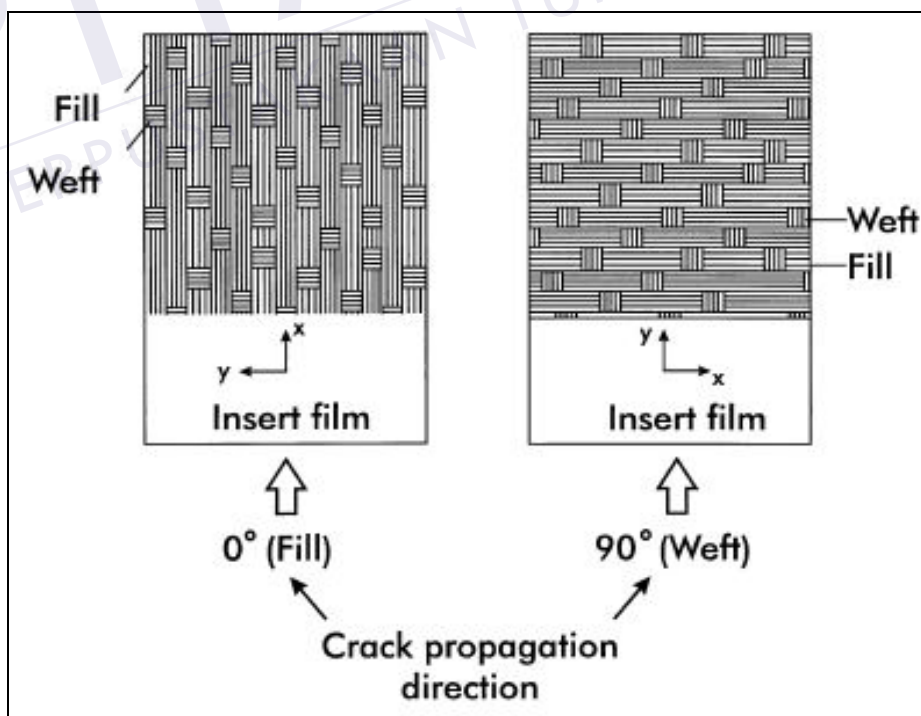 Fill
Weft
Weft
Fill
x
y
Insert film
y
x
Insert film
0° (Fill)
90° (Weft)
Crack propagation
direction